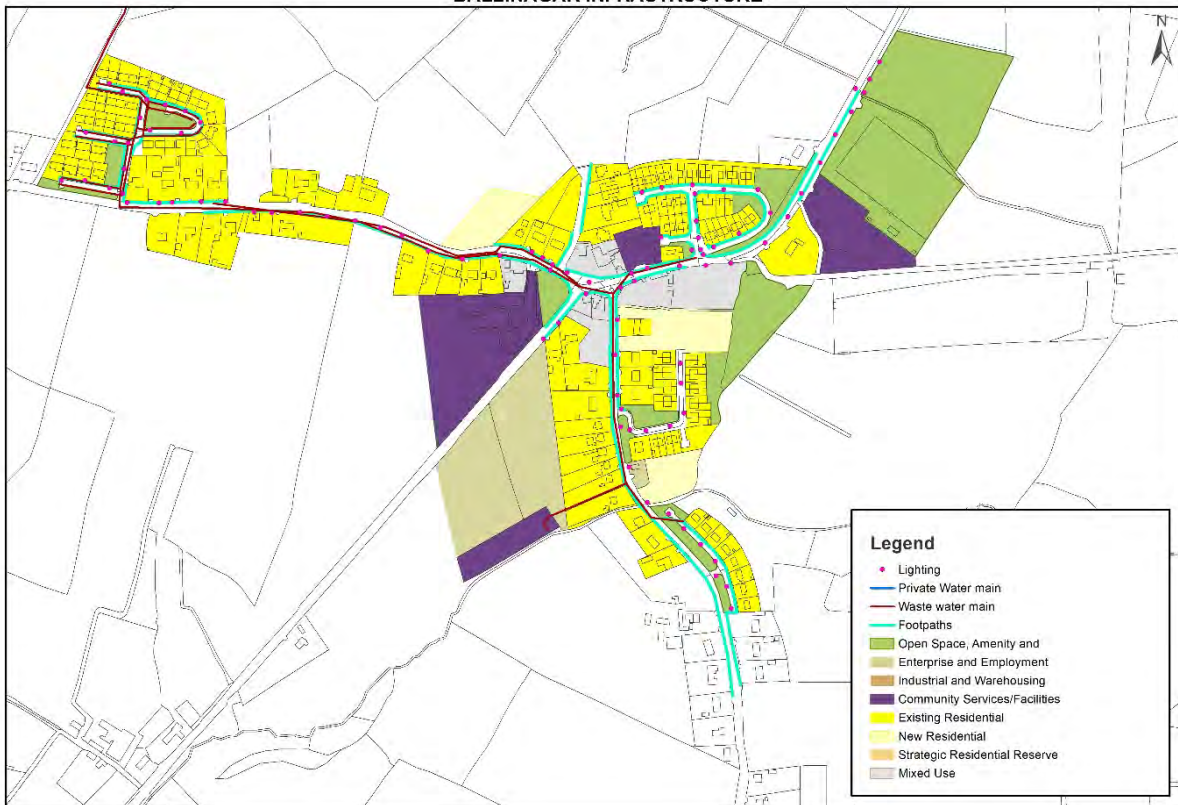 N
Legend
Lighting
Private Water main
Waste water main
Footpaths
Open Space, Amenity and
Enterprise and Employment
Industrial and Warehousing
Community Services/Facilities
Existing Residential
New Residential
Strategic Residential Reserve
Mixed Use